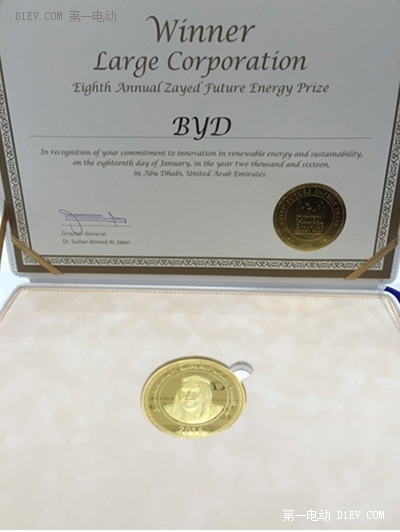 D1EV.COM 第一电动
Winner
Large Corporation
Eighth Annual Zayed Future Energy Prize
BYD
In recognition of your commitment to innovation in renewable energy and sustainability,
on the eighteenth day of January, in the year two thousand and sixteen,
in Abu Dhabi, United Arab Emirates.
Director-General
Dr. Sultan Ahmed Al Jaber
2016
第一电动 D1EV.COM